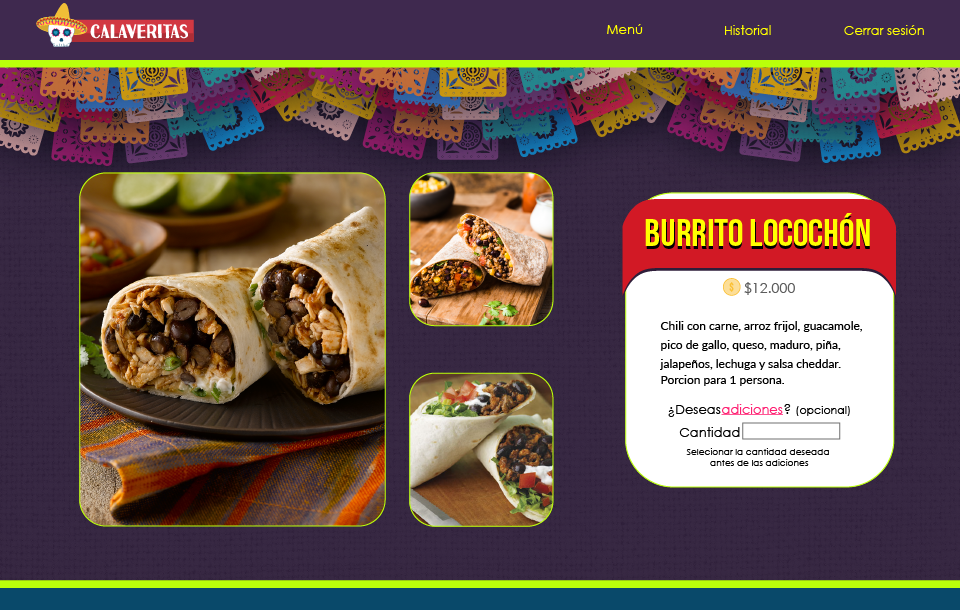 CALAVERITAS
Menú
Historial
Cerrar sesión
BURRITO LOCOCHÓN
$12.000
Chili con carne, arroz frijol, guacamole,
pico de gallo, queso, maduro, piña,
jalapeños, lechuga y salsa cheddar.
Porcion para 1 persona.
¿Deseasadiciones? (opcional)
Cantidad
Selecionar la cantidad deseada
antes de las adiciones